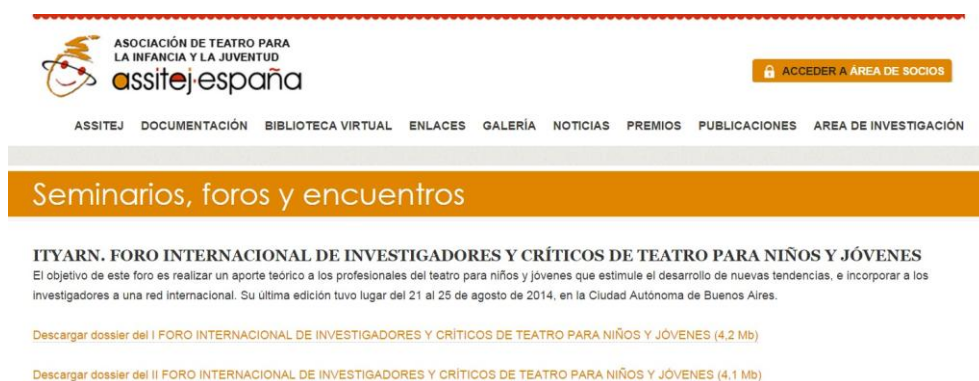 ASOCIACIÓN DE TEATRO PARA
LA INFANCIA Y LA JUVENTUD
assitej·españa
ACCEDER A ÁREA DE SOCIOS
ASSITEJ DOCUMENTACIÓN BIBLIOTECA VIRTUAL ENLACES GALERÍA NOTICIAS PREMIOS PUBLICACIONES AREA DE INVESTIGACIÓN
Seminarios, foros y encuentros
ITYARN. FORO INTERNACIONAL DE INVESTIGADORES Y CRÍTICOS DE TEATRO PARA NIÑOS Y JÓVENES
El objetivo de este foro es realizar un aporte teórico a los profesionales del teatro para niños y jóvenes que estimule el desarrollo de nuevas tendencias, e incorporar a los
investigadores a una red internacional. Su última edición tuvo lugar del 21 al 25 de agosto de 2014, en la Ciudad Autónoma de Buenos Aires.
Descargar dossier del I FORO INTERNACIONAL DE INVESTIGADORES Y CRÍTICOS DE TEATRO PARA NIÑOS Y JÓVENES (4,2 Mb)
Descargar dossier del II FORO INTERNACIONAL DE INVESTIGADORES Y CRÍTICOS DE TEATRO PARA NIÑOS Y JÓVENES (4,1 Mb)